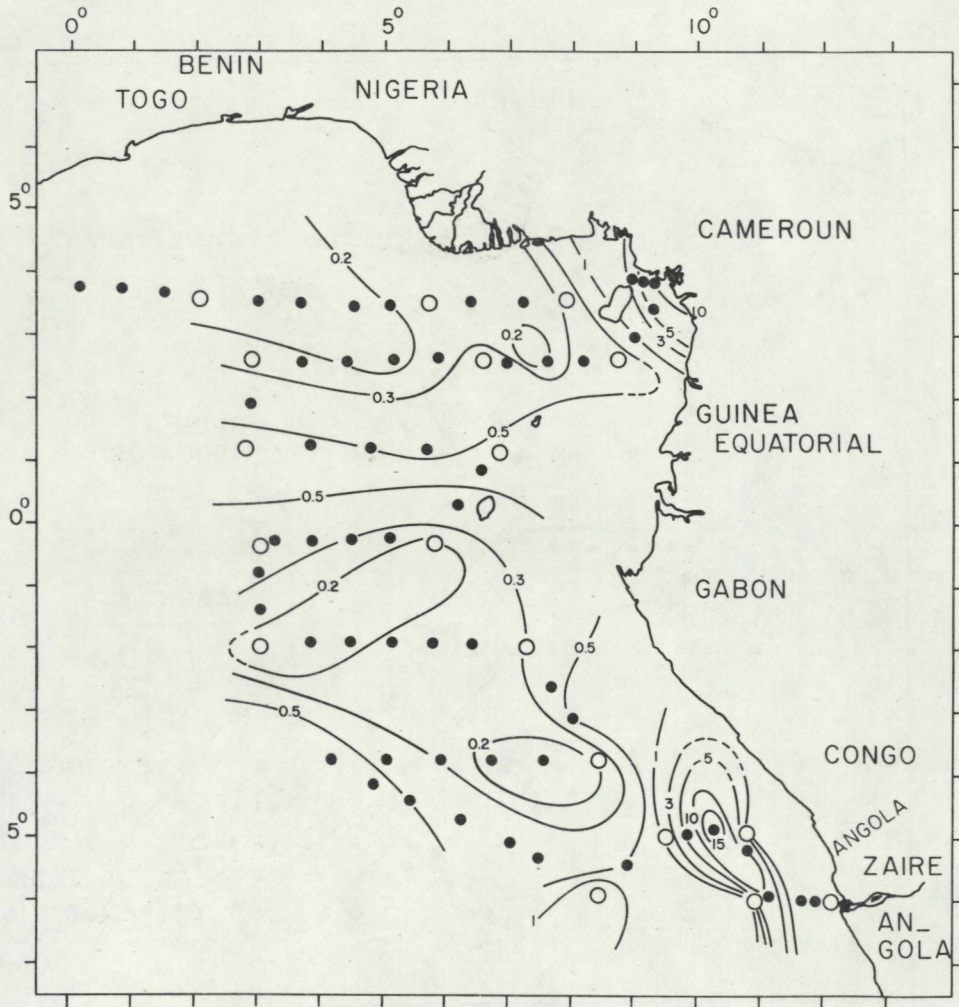 0° 5° 10°
BENIN
TOGO
NIGERIA
5°
CAMEROUN
0.2
10
0.2
5
3
0.3
GUINEA
EQUATORIAL
0.5
0.5
0°
0.3
0.2
GABON
0.5
0.5
0.2
CONGO
5
3
10
15
5°
ANGOLA
ZAIRE
1
AN_
GOLA